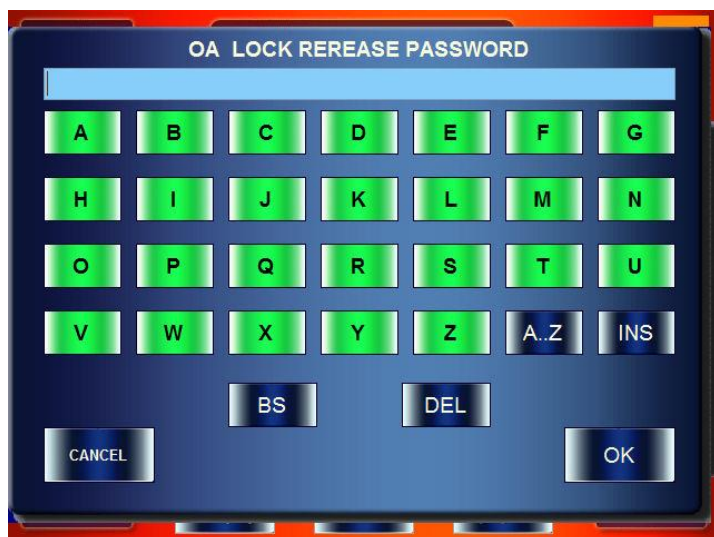 OA LOCK REREASE PASSWORD
A B C D E F G
H I J K L M N
O P Q R S T U
V W X Y Z A..Z INS
BS DEL
CANCEL OK